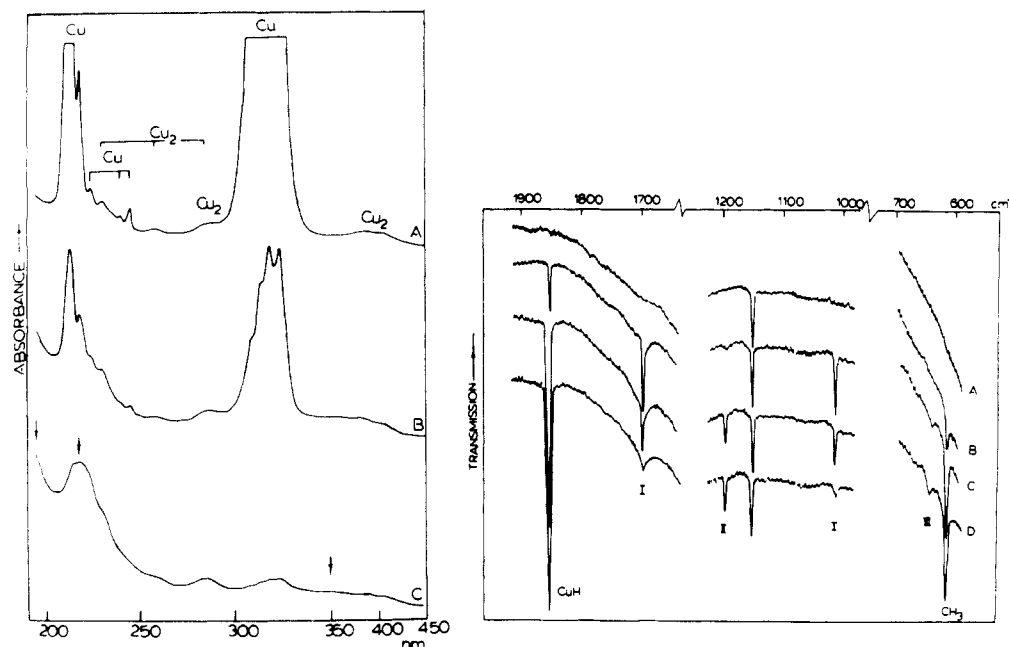 Cu
Cu
Cu₂
Cu
Cu₂
Cu₂
A
B
C
ABSORBANCE
200 250 300 350 400 450
nm
1900 1800 1700 1200 1100 1000 700 600 cm
TRANSMISSION
A
B
C
D
I
II
I
II
CuH
CH₃